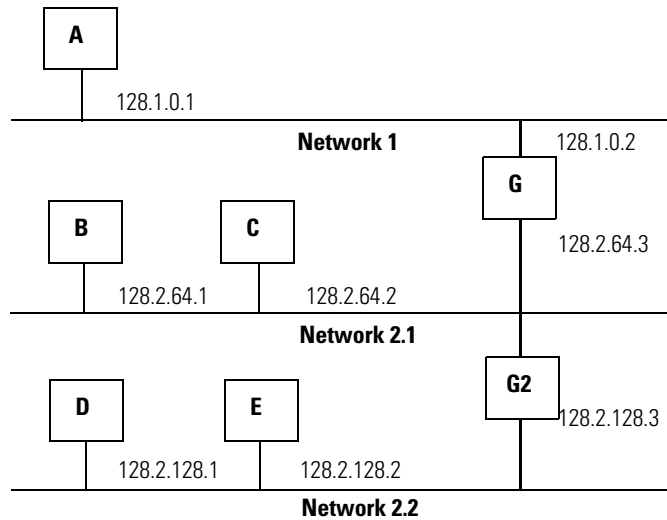 A
128.1.0.1
Network 1
128.1.0.2
G
B
C
128.2.64.3
128.2.64.1
128.2.64.2
Network 2.1
G2
D
E
128.2.128.3
128.2.128.1
128.2.128.2
Network 2.2